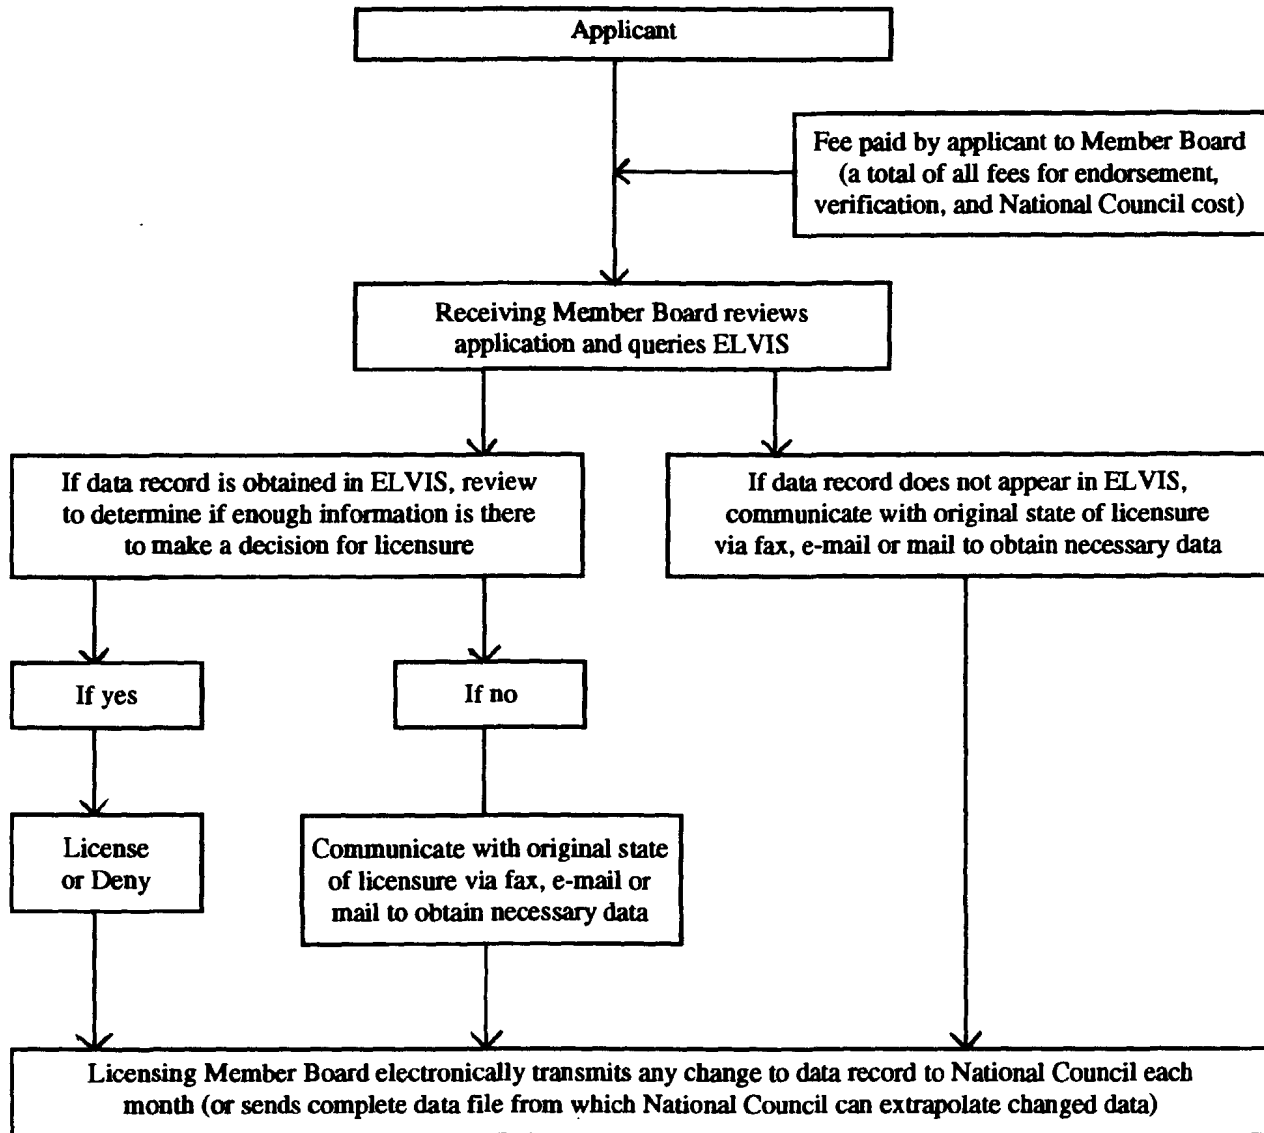 Applicant
Fee paid by applicant to Member Board
(a total of all fees for endorsement,
verification, and National Council cost)
Receiving Member Board reviews
application and queries ELVIS
If data record is obtained in ELVIS, review
to determine if enough information is there
to make a decision for licensure
If data record does not appear in ELVIS,
communicate with original state of licensure
via fax, e-mail or mail to obtain necessary data
If yes
If no
License
or Deny
Communicate with original state
of licensure via fax, e-mail or
mail to obtain necessary data
Licensing Member Board electronically transmits any change to data record to National Council each
month (or sends complete data file from which National Council can extrapolate changed data)